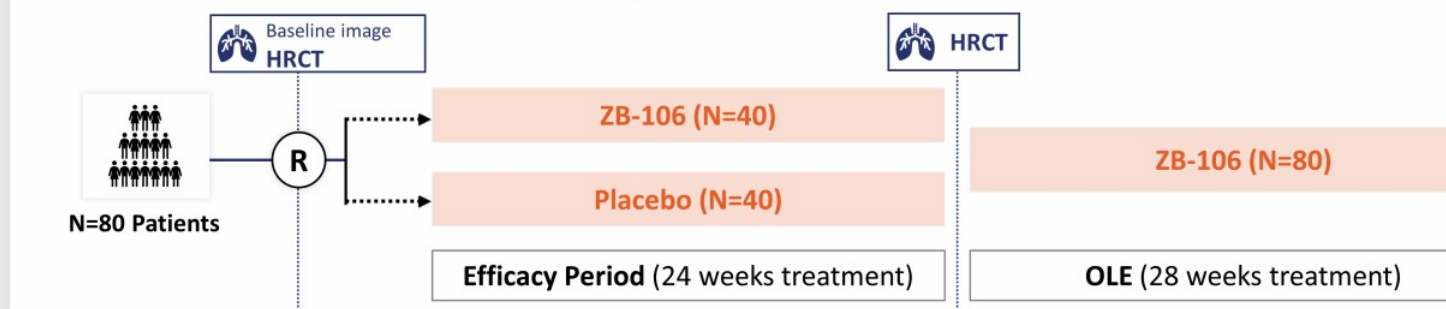 Baseline image
HRCT
HRCT
ZB-106 (N=40)
R
ZB-106 (N=80)
Placebo (N=40)
N=80 Patients
Efficacy Period (24 weeks treatment)
OLE (28 weeks treatment)